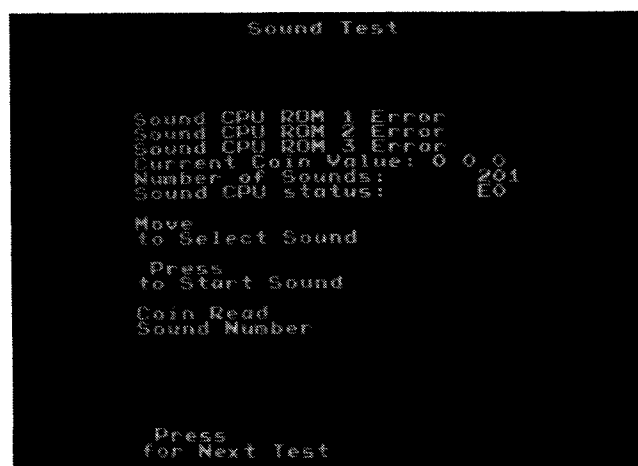 Sound Test
Sound CPU ROM 1 Error
Sound CPU ROM 2 Error
Sound CPU ROM 3 Error
Current Coin Value: 0 0 0
Number of Sounds: 201
Sound CPU status: E0
Move
to Select Sound
Press
to Start Sound
Coin Read
Sound Number
Press
for Next Test